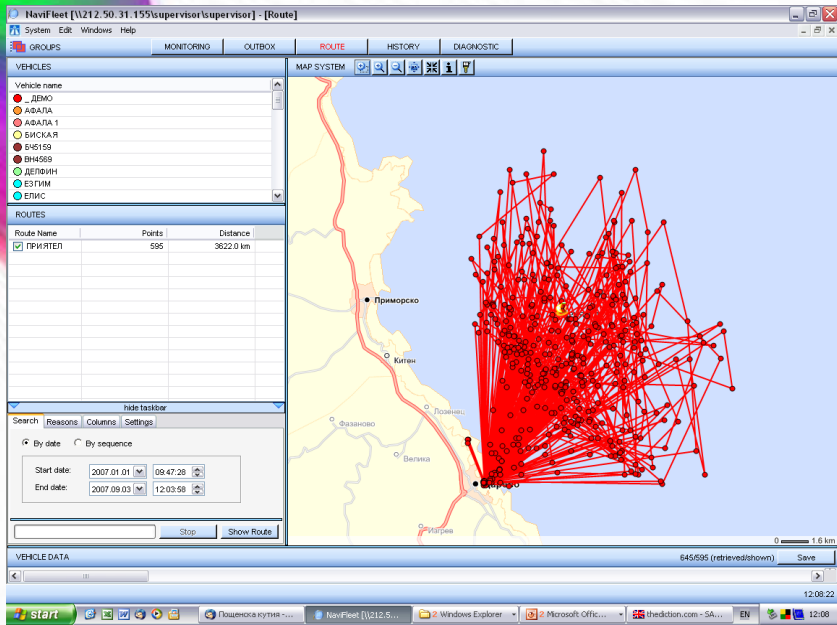 NaviFleet [\\212.50.31.155\supervisor\supervisor] - [Route]
System Edit Windows Help
GROUPS MONITORING OUTBOX ROUTE HISTORY DIAGNOSTIC
VEHICLES
MAP SYSTEM
Vehicle name
_ ДЕМО
АФАЛА
АФАЛА 1
БИСКАЯ
БЧ5159
ВН4569
ДЕЛФИН
ЕЗГИМ
ЕЛИС
ROUTES
Route Name Points Distance
ПРИЯТЕЛ 595 3622.0 km
hide taskbar
Search Reasons Columns Settings
By date By sequence
Start date: 2007.01.01 09:47:28
End date: 2007.09.03 12:03:58
Stop Show Route
Приморско
Китен
Лозенец
Фазаново
Велика
Изгрев
0 1.6 km
VEHICLE DATA 645/595 (retrieved/shown) Save
12:08:22
start Пощенска кутия -... NaviFleet [\\212.5... 2 Windows Explorer 2 Microsoft Offic... thediction.com - SA... EN 12:08